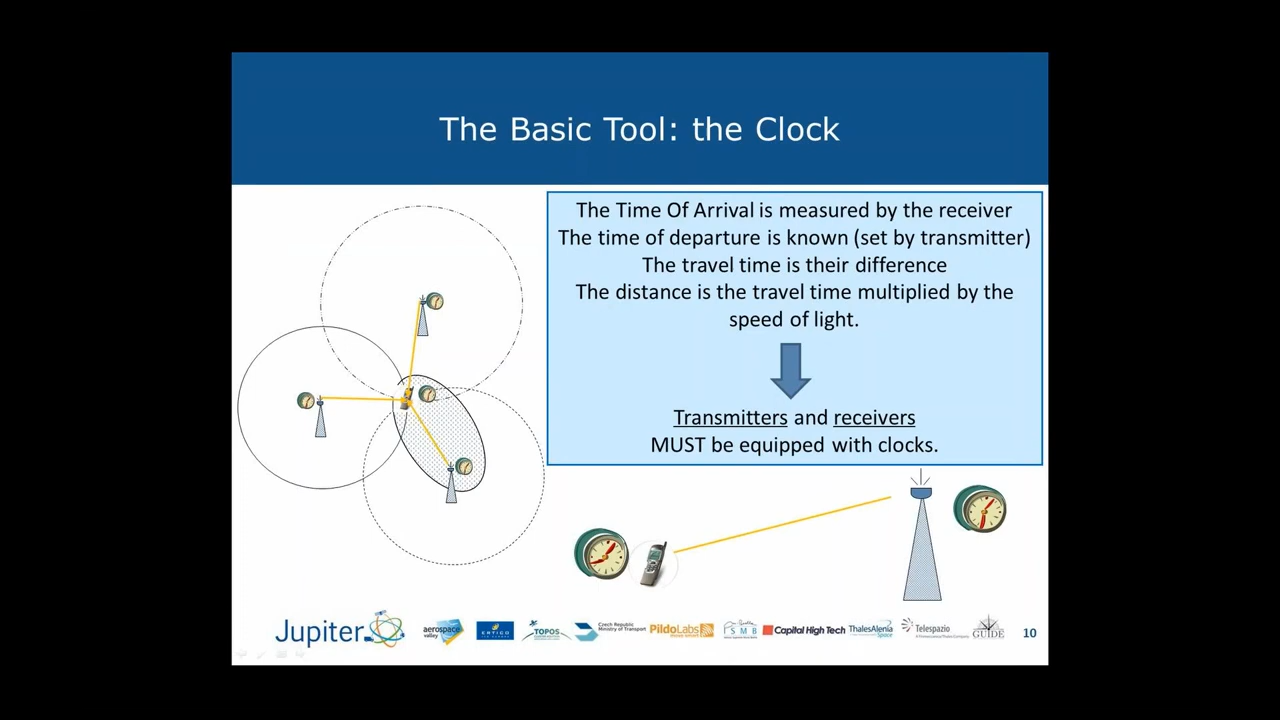 The Basic Tool: the Clock
The Time Of Arrival is measured by the receiver
The time of departure is known (set by transmitter)
The travel time is their difference
The distance is the travel time multiplied by the
speed of light.
Transmitters and receivers
MUST be equipped with clocks.
Jupiter
aerospace
valley
ERTICO
TOPOS
Czech Republic
Ministry of Transport
PildoLabs
ISMB
Capital High Tech
ThalesAlenia
Space
Telespazio
GUIDE
10